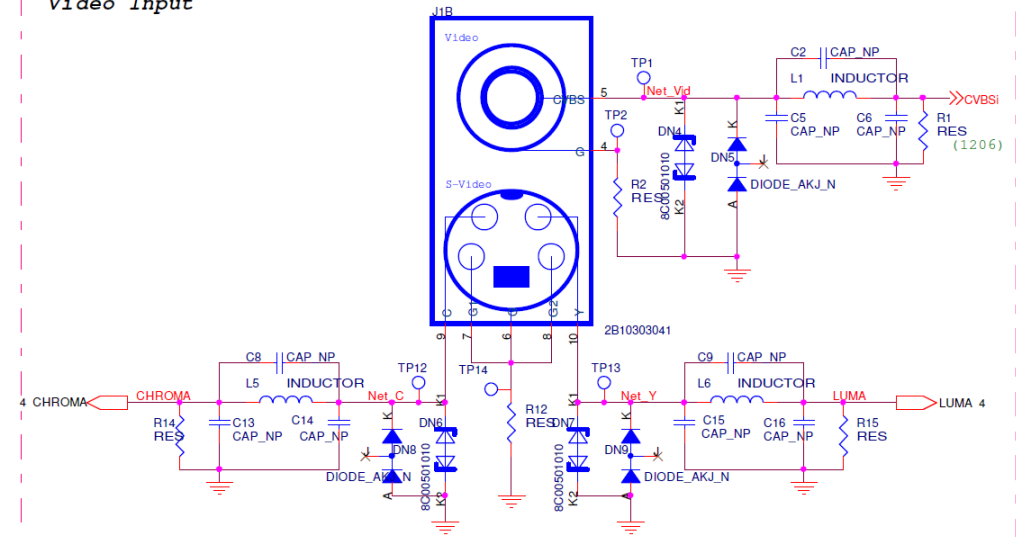 Video Input
J1B
Video
CVBS
5
G
4
S-Video
C
G1
G
G2
Y
9
7
6
8
10
2B10303041
TP1
Net_Vid
TP2
R2
RES
K1
DN4
8C00501010
K2
K
DN5
DIODE_AKJ_N
J
A
C2
CAP_NP
L1
INDUCTOR
C5
CAP_NP
C6
CAP_NP
R1
RES
(1206)
CVBSi
4 CHROMA
CHROMA
R14
RES
C8
CAP_NP
L5
INDUCTOR
C13
CAP_NP
C14
CAP_NP
Net_C
TP12
K
J
DN8
DIODE_AKJ_N
A
K1
DN6
8C00501010
K2
TP14
R12
RES
TP13
Net_Y
K1
DN7
8C00501010
K2
K
J
DN9
DIODE_AKJ_N
A
C9
CAP_NP
L6
INDUCTOR
C15
CAP_NP
C16
CAP_NP
LUMA
R15
RES
LUMA 4